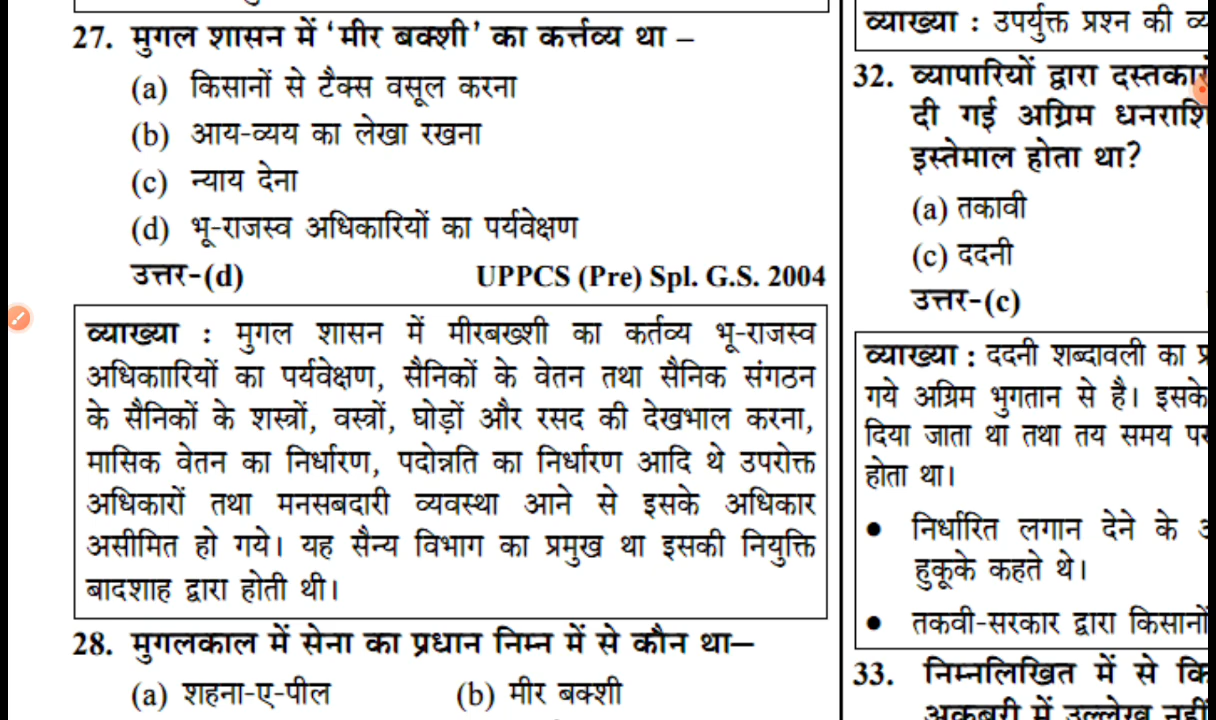 27. मुगल शासन में ‘मीर बक्शी’ का कर्त्तव्य था –
(a) किसानों से टैक्स वसूल करना
(b) आय-व्यय का लेखा रखना
(c) न्याय देना
(d) भू-राजस्व अधिकारियों का पर्यवेक्षण
उत्तर-(d) UPPCS (Pre) Spl. G.S. 2004
व्याख्या : मुगल शासन में मीरबख्शी का कर्तव्य भू-राजस्व
अधिकाारियों का पर्यवेक्षण, सैनिकों के वेतन तथा सैनिक संगठन
के सैनिकों के शस्त्रों, वस्त्रों, घोड़ों और रसद की देखभाल करना,
मासिक वेतन का निर्धारण, पदोन्नति का निर्धारण आदि थे उपरोक्त
अधिकारों तथा मनसबदारी व्यवस्था आने से इसके अधिकार
असीमित हो गये। यह सैन्य विभाग का प्रमुख था इसकी नियुक्ति
बादशाह द्वारा होती थी।
28. मुगलकाल में सेना का प्रधान निम्न में से कौन था—
(a) शहना-ए-पील (b) मीर बक्शी
व्याख्या : उपर्युक्त प्रश्न की
32. व्यापारियों द्वारा
दी गई अग्रिम धनराशि
इस्तेमाल होता था?
(a) तकावी
(c) ददनी
उत्तर-(c)
व्याख्या : ददनी शब्दावली का
गये अग्रिम भुगतान से है। इसके
दिया जाता था तथा तय समय
होता था।
• निर्धारित लगान देने के
हुकूके कहते थे।
• तकवी-सरकार द्वारा किसानों
33. निम्नलिखित में से
अकबरी में उल्लेख नहीं